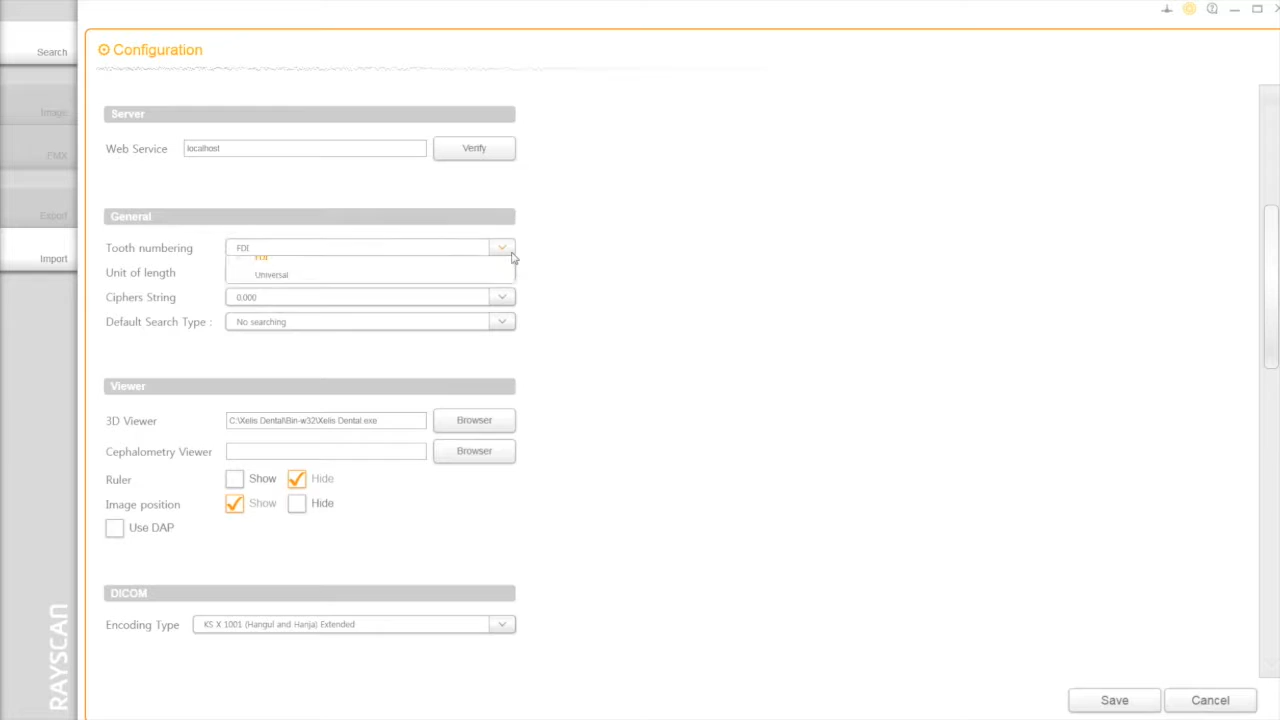 Configuration
Search
Image
FMX
Export
Import
RAYSCAN
Server
Web Service localhost Verify
General
Tooth numbering FDI
FDI
Unit of length
Universal
Ciphers String 0.000
Default Search Type : No searching
Viewer
3D Viewer C:\Xelis Dental\Bin-w32\Xelis Dental.exe Browser
Cephalometry Viewer Browser
Ruler Show Hide
Image position Show Hide
Use DAP
DICOM
Encoding Type KS X 1001 (Hangul and Hanja) Extended
Save Cancel